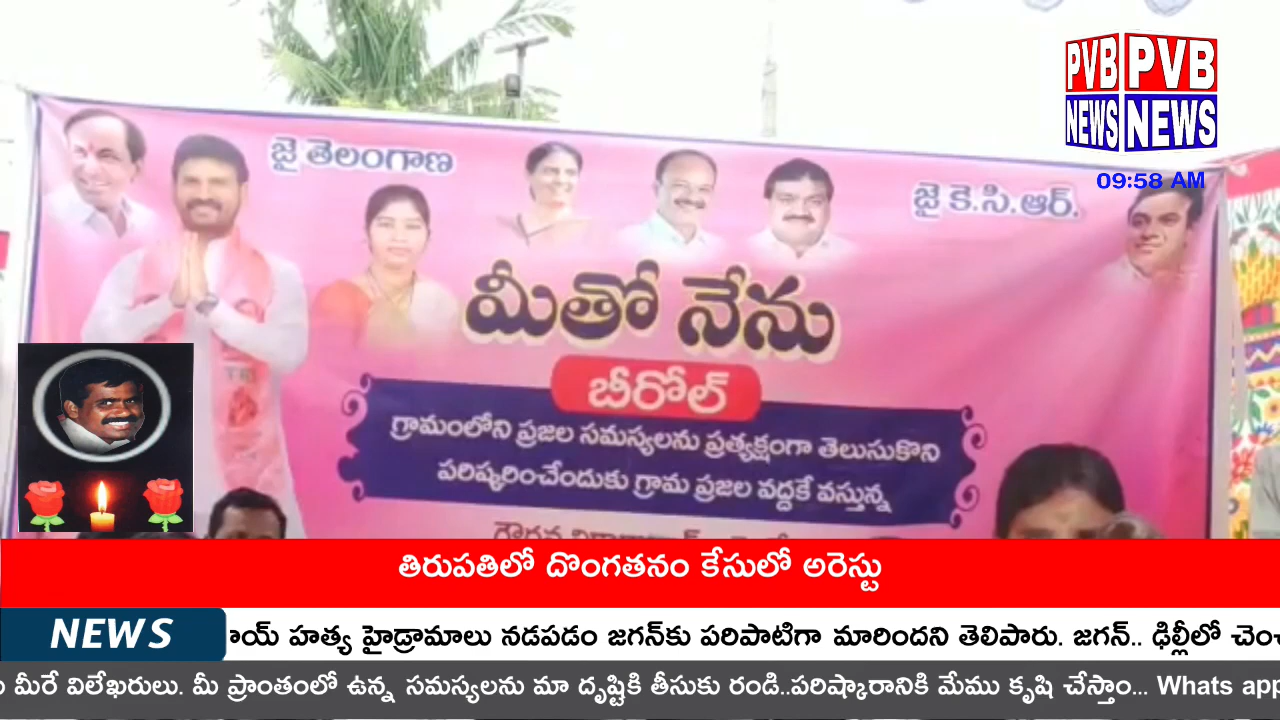 PVB PVB
NEWS NEWS
09:58 AM
జై తెలంగాణ
జై కె.సి.ఆర్.
మీతో నేను
బీరోల్
గ్రామంలోని ప్రజల సమస్యలను ప్రత్యక్షంగా తెలుసుకొని
పరిష్కరించేందుకు గ్రామ ప్రజల వద్దకే వస్తున్న
తిరుపతిలో దొంగతనం కేసులో అరెస్టు
NEWS
హత్య హైడ్రామాలు నడపడం జగన్‌కు పరిపాటిగా మారిందని తెలిపారు. జగన్.. ఢిల్లీలో
మీరే విలేఖరులు. మీ ప్రాంతంలో ఉన్న సమస్యలను మా దృష్టికి తీసుకు రండి..పరిష్కారానికి మేము కృషి చేస్తాం... Whats app